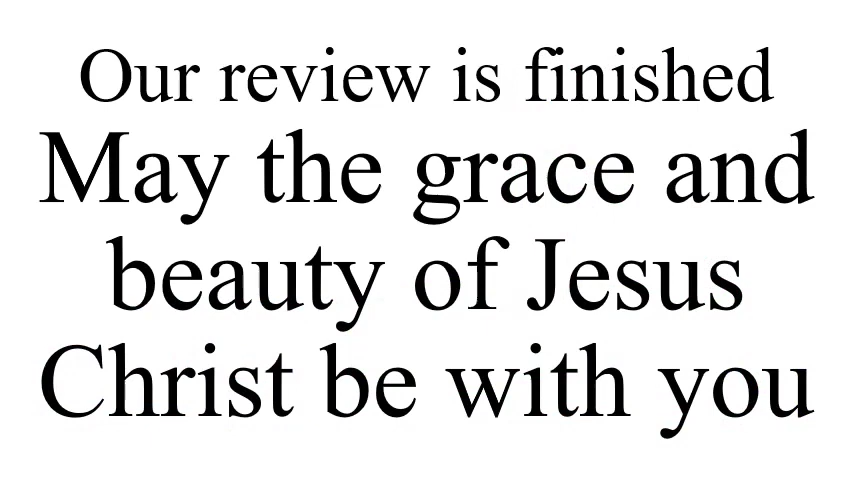 Our review is finished
May the grace and
beauty of Jesus
Christ be with you